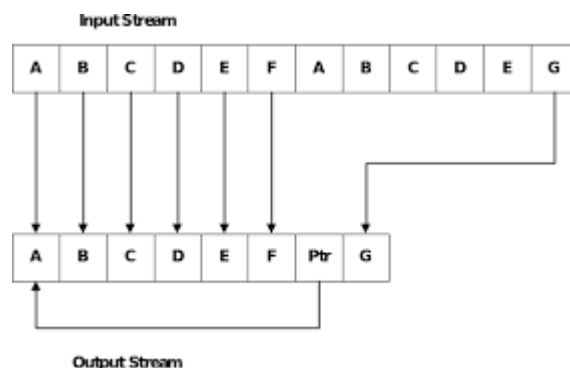 Input Stream
A B C D E F A B C D E G
A B C D E F Ptr G
Output Stream